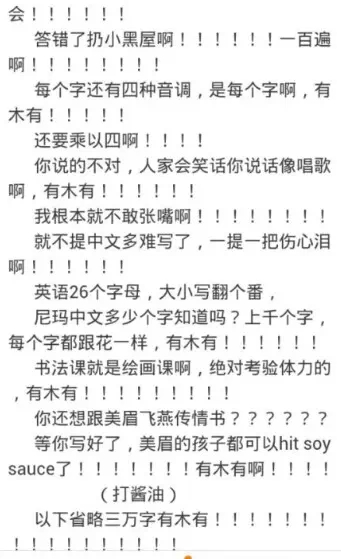 会！！！！！！
答错了扔小黑屋啊！！！！！！一百遍
啊！！！！！！！！
每个字还有四种音调，是每个字啊，有
木有！！！！！！
还要乘以四啊！！！！
你说的不对，人家会笑话你说话像唱歌
啊，有木有！！！！！！
我根本就不敢张嘴啊！！！！！！！！
就不提中文多难写了，一提一把伤心泪
啊！！！！！！
英语26个字母，大小写翻个番，
尼玛中文多少个字知道吗？上千个字，
每个字都跟花一样，有木有！！！！！！
书法课就是绘画课啊，绝对考验体力的
，有木有！！！！！！！！！
你还想跟美眉飞燕传情书？？？？？？
等你写好了，美眉的孩子都可以hit soy
sauce了！！！！！！！有木有啊！！！！
（打酱油）
以下省略三万字有木有！！！！！！！
！！！！！！！！！！